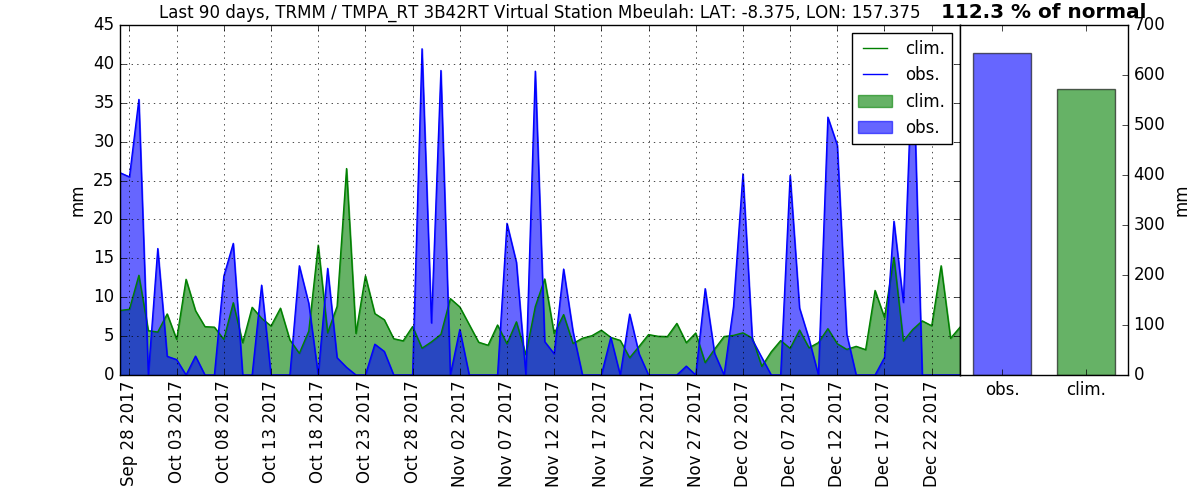 Last 90 days, TRMM / TMPA_RT 3B42RT Virtual Station Mbeulah: LAT: -8.375, LON: 157.375
112.3 % of normal
45
40
35
30
25
20
15
10
5
0
mm
clim.
obs.
clim.
obs.
Sep 28 2017
Oct 03 2017
Oct 08 2017
Oct 13 2017
Oct 18 2017
Oct 23 2017
Oct 28 2017
Nov 02 2017
Nov 07 2017
Nov 12 2017
Nov 17 2017
Nov 22 2017
Nov 27 2017
Dec 02 2017
Dec 07 2017
Dec 12 2017
Dec 17 2017
Dec 22 2017
700
600
500
400
300
200
100
0
mm
obs.
clim.